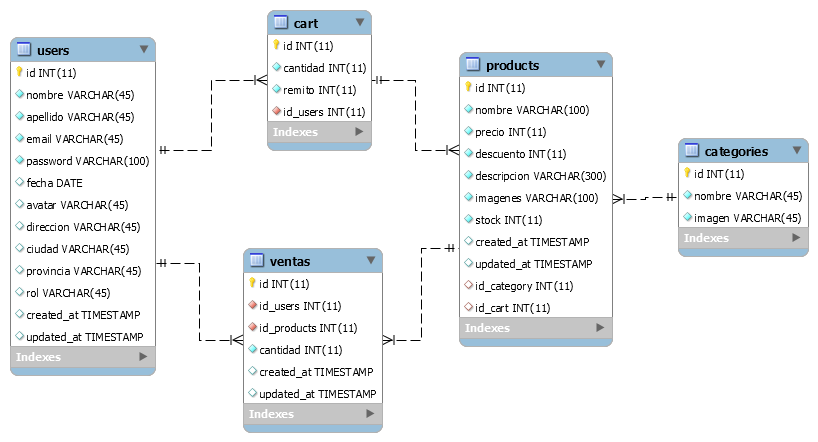 users
id INT(11)
nombre VARCHAR(45)
apellido VARCHAR(45)
email VARCHAR(45)
password VARCHAR(100)
fecha DATE
avatar VARCHAR(45)
direccion VARCHAR(45)
ciudad VARCHAR(45)
provincia VARCHAR(45)
rol VARCHAR(45)
created_at TIMESTAMP
updated_at TIMESTAMP
Indexes
cart
id INT(11)
cantidad INT(11)
remito INT(11)
id_users INT(11)
Indexes
ventas
id INT(11)
id_users INT(11)
id_products INT(11)
cantidad INT(11)
created_at TIMESTAMP
updated_at TIMESTAMP
Indexes
products
id INT(11)
nombre VARCHAR(100)
precio INT(11)
descuento INT(11)
descripcion VARCHAR(300)
imagenes VARCHAR(100)
stock INT(11)
created_at TIMESTAMP
updated_at TIMESTAMP
id_category INT(11)
id_cart INT(11)
Indexes
categories
id INT(11)
nombre VARCHAR(45)
imagen VARCHAR(45)
Indexes